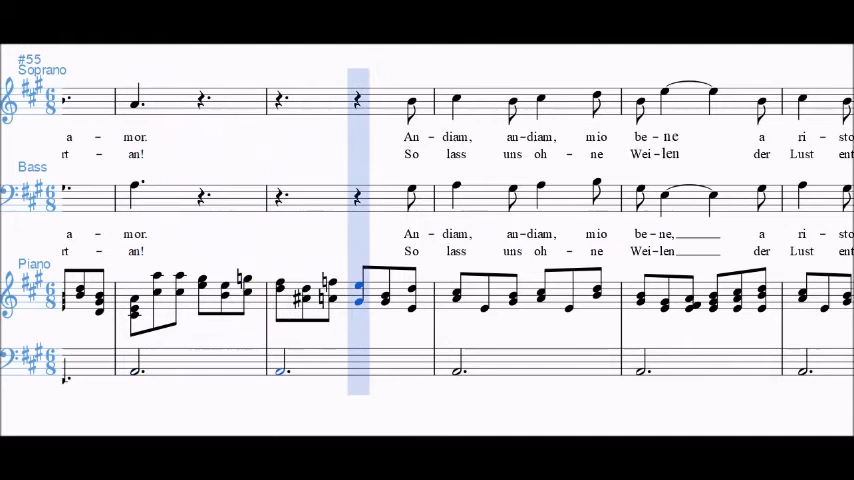 #55
Soprano
a – mor. An–diam, an–diam, mio be–ne a ri – sto
rt – an! So lass uns oh – ne Wei–len der Lust ent
Bass
a – mor. An–diam, an–diam, mio be–ne, a ri – sto
rt – an! So lass uns oh – ne Wei–len der Lust ent
Piano